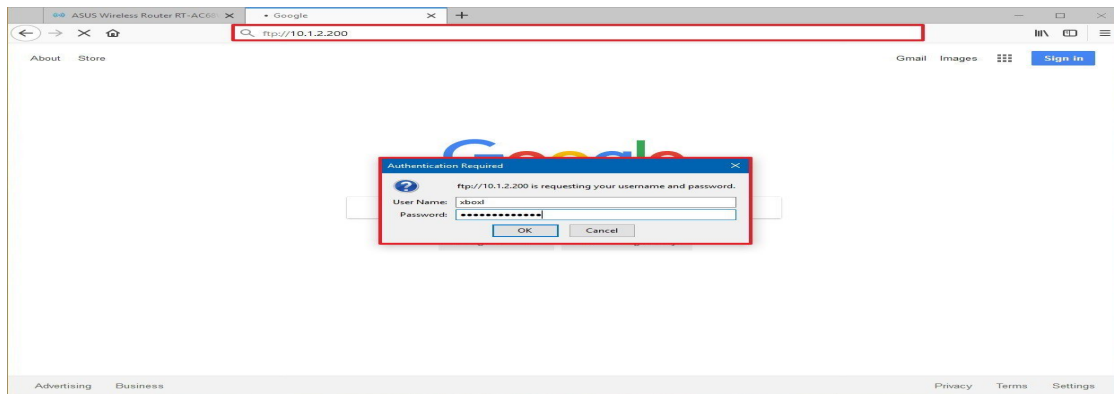 ASUS Wireless Router RT-AC68
• Google
ftp://10.1.2.200
About Store
Gmail Images
Sign in
Google
Authentication Required
ftp://10.1.2.200 is requesting your username and password.
User Name: xboxl
Password: •••••••••••••
OK Cancel
Advertising Business
Privacy Terms Settings